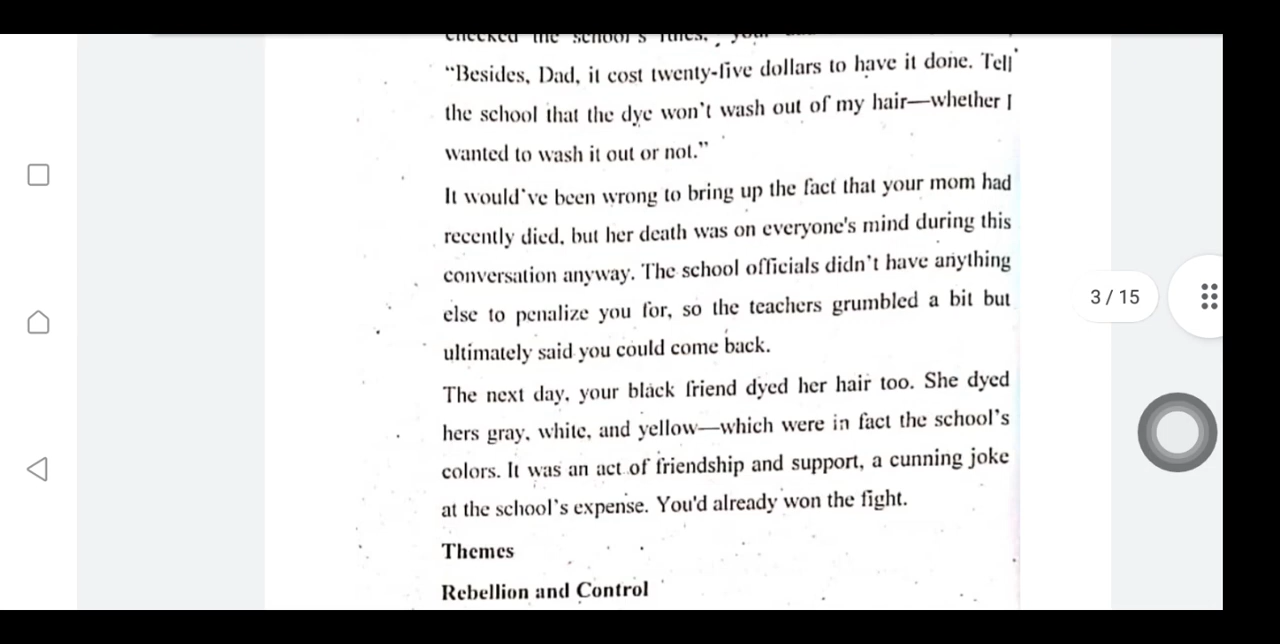 checked the school's rules,
"Besides, Dad, it cost twenty-five dollars to have it done. Tell
the school that the dye won't wash out of my hair—whether I
wanted to wash it out or not."
It would've been wrong to bring up the fact that your mom had
recently died, but her death was on everyone's mind during this
conversation anyway. The school officials didn't have anything
else to penalize you for, so the teachers grumbled a bit but
ultimately said you could come back.
The next day, your black friend dyed her hair too. She dyed
hers gray, white, and yellow—which were in fact the school's
colors. It was an act of friendship and support, a cunning joke
at the school's expense. You'd already won the fight.
Themes
Rebellion and Control
3 / 15